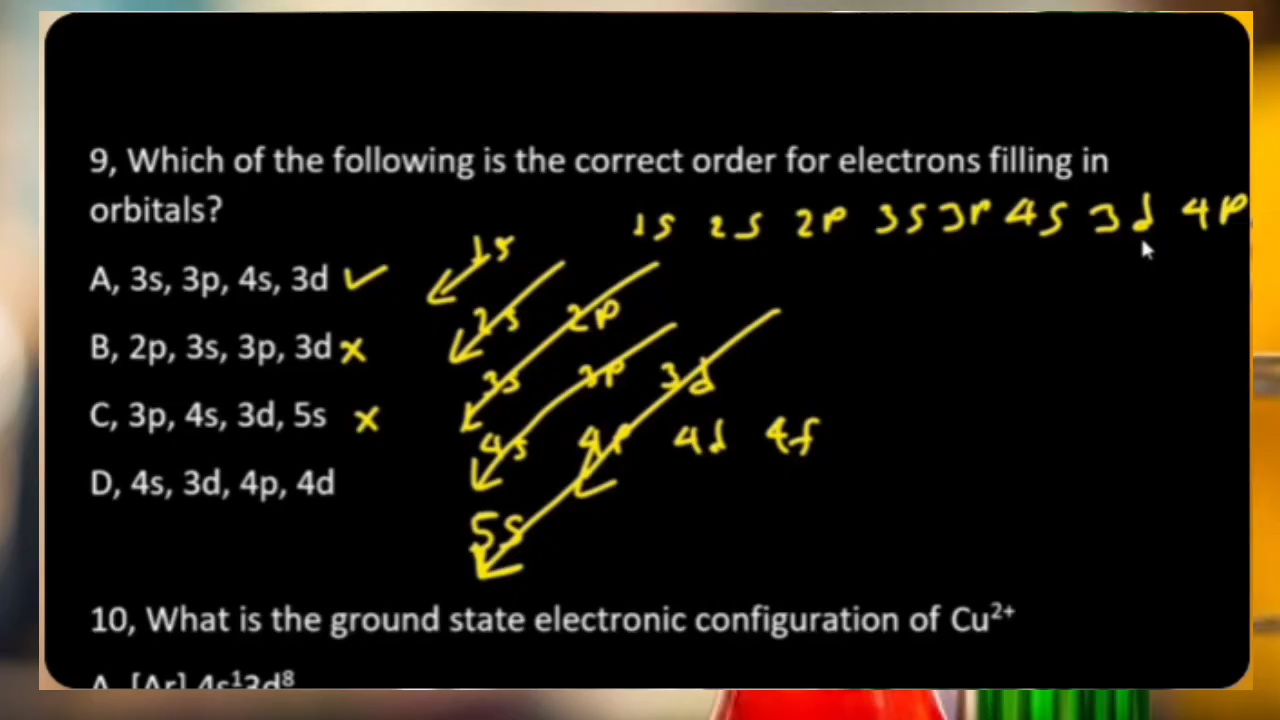 9, Which of the following is the correct order for electrons filling in
orbitals?
1s 2s 2p 3s 3p 4s 3d 4p
A, 3s, 3p, 4s, 3d ✓
1s
B, 2p, 3s, 3p, 3d x
2s 2p
3s 3p 3d
C, 3p, 4s, 3d, 5s x
4s 4p 4d 4f
D, 4s, 3d, 4p, 4d
5s
10, What is the ground state electronic configuration of Cu²⁺
A, [Ar] 4s¹3d⁸